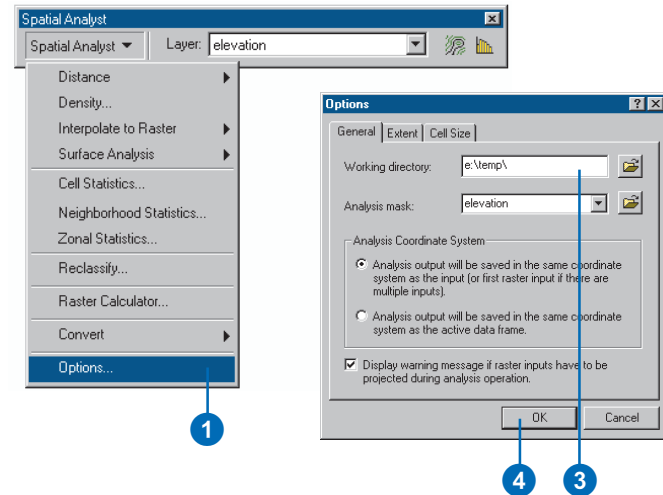 Spatial Analyst
Spatial Analyst Layer: elevation
Distance
Density...
Interpolate to Raster
Surface Analysis
Cell Statistics...
Neighborhood Statistics...
Zonal Statistics...
Reclassify...
Raster Calculator...
Convert
Options...
1
Options
General Extent Cell Size
Working directory: e:\temp\
Analysis mask: elevation
Analysis Coordinate System
Analysis output will be saved in the same coordinate
system as the input (or first raster input if there are
multiple inputs).
Analysis output will be saved in the same coordinate
system as the active data frame.
Display warning message if raster inputs have to be
projected during analysis operation.
OK Cancel
4 3